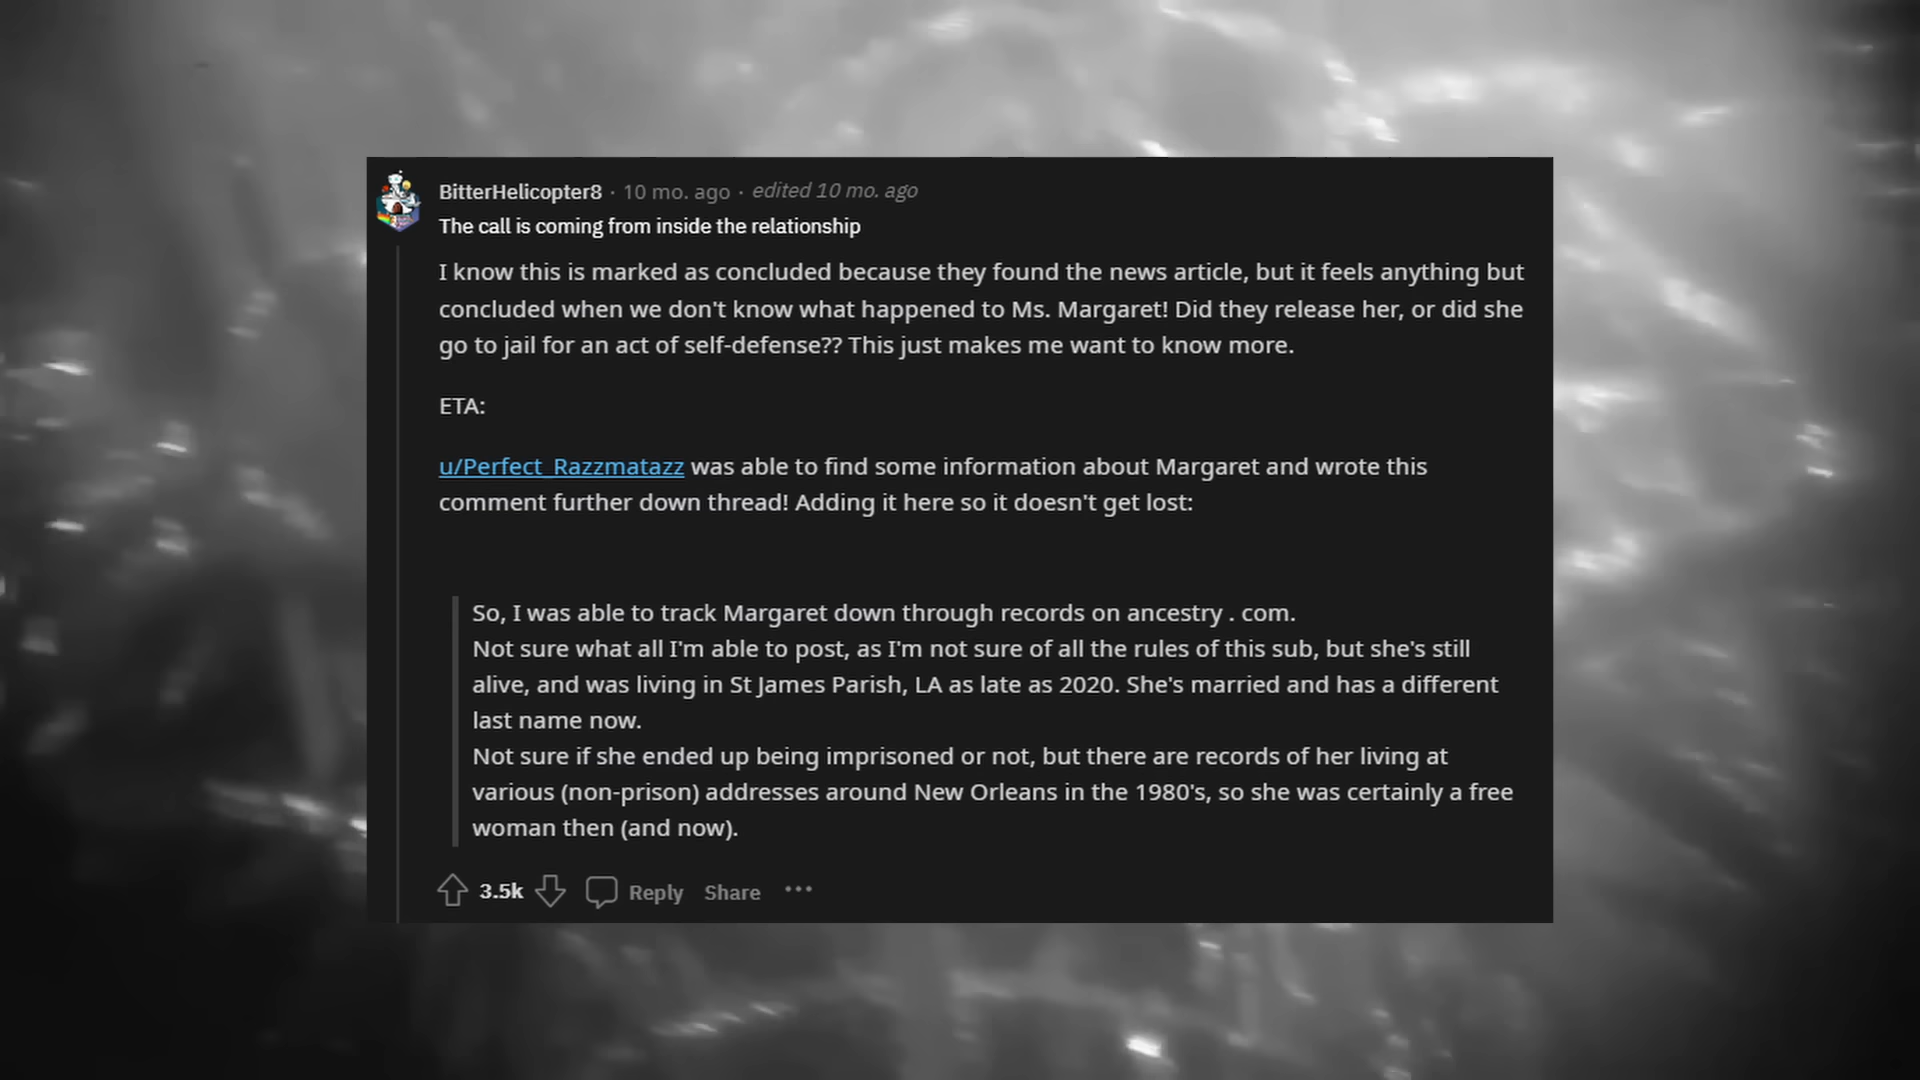 BitterHelicopter8 · 10 mo. ago · edited 10 mo. ago
The call is coming from inside the relationship
I know this is marked as concluded because they found the news article, but it feels anything but
concluded when we don't know what happened to Ms. Margaret! Did they release her, or did she
go to jail for an act of self-defense?? This just makes me want to know more.
ETA:
u/Perfect_Razzmatazz was able to find some information about Margaret and wrote this
comment further down thread! Adding it here so it doesn't get lost:
So, I was able to track Margaret down through records on ancestry . com.
Not sure what all I'm able to post, as I'm not sure of all the rules of this sub, but she's still
alive, and was living in St James Parish, LA as late as 2020. She's married and has a different
last name now.
Not sure if she ended up being imprisoned or not, but there are records of her living at
various (non-prison) addresses around New Orleans in the 1980's, so she was certainly a free
woman then (and now).
3.5k Reply Share ···